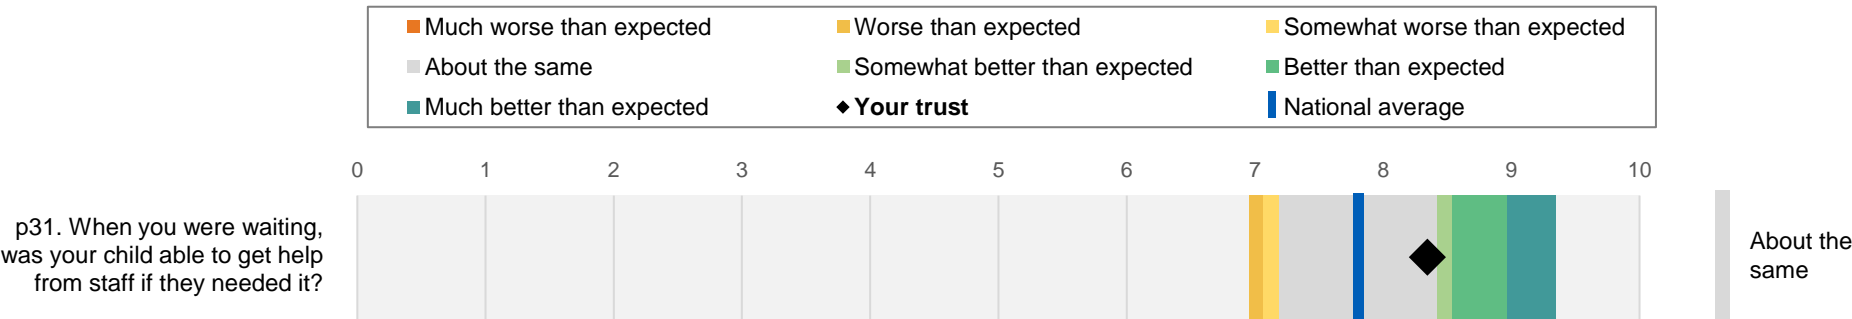 Much worse than expected
Worse than expected
Somewhat worse than expected
About the same
Somewhat better than expected
Better than expected
Much better than expected
Your trust
National average
0 1 2 3 4 5 6 7 8 9 10
p31. When you were waiting,
was your child able to get help
from staff if they needed it?
About the
same